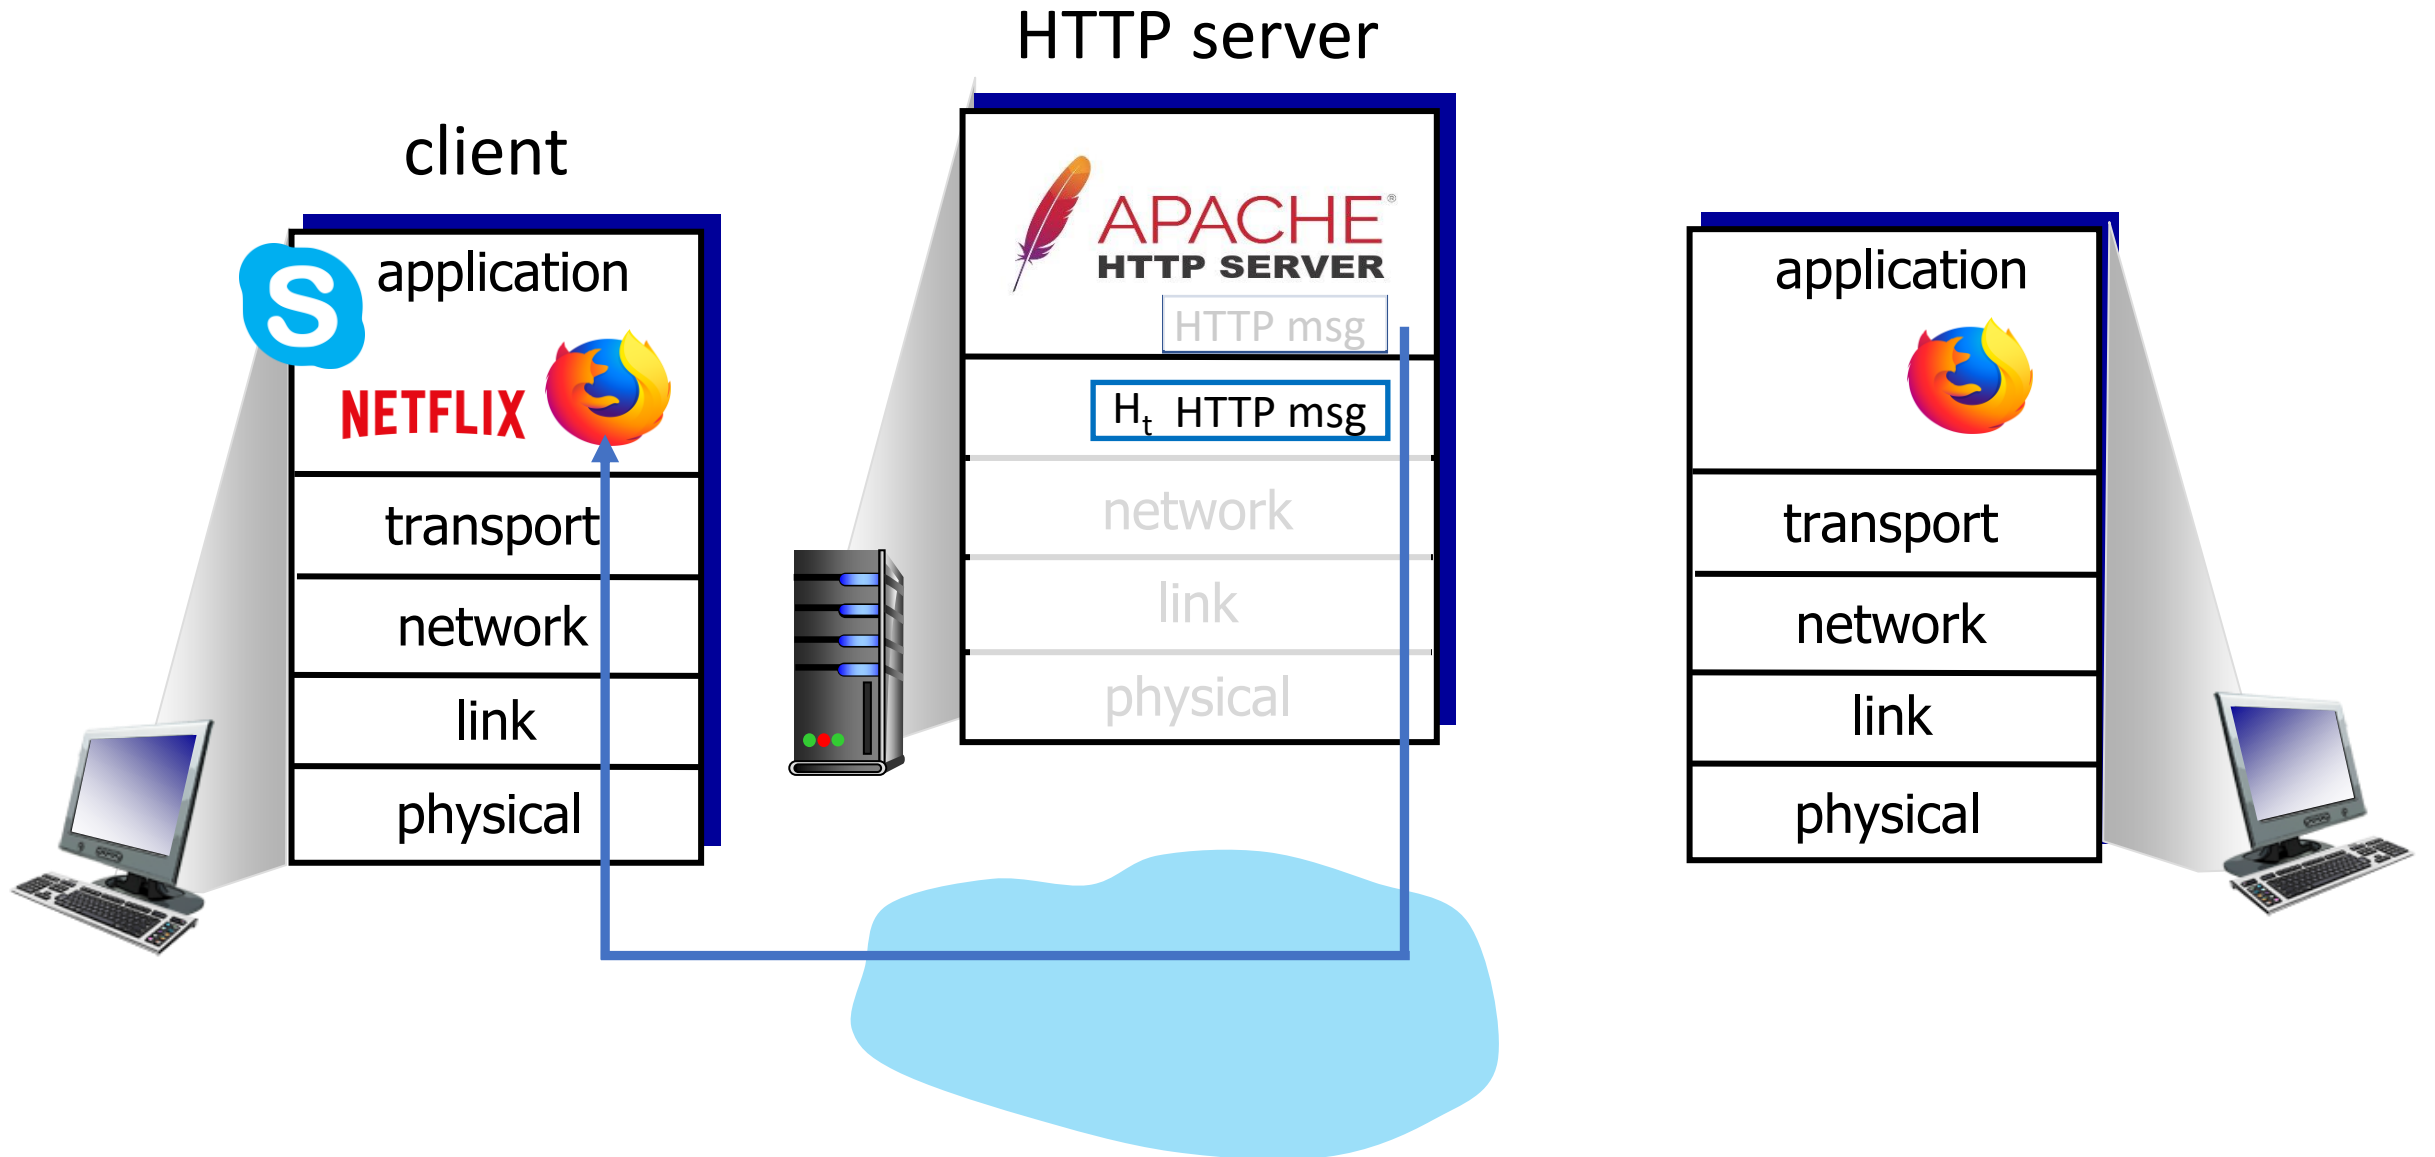 HTTP server
client
application
NETFLIX
transport
network
link
physical
APACHE®
HTTP SERVER
HTTP msg
Ht HTTP msg
network
link
physical
application
transport
network
link
physical